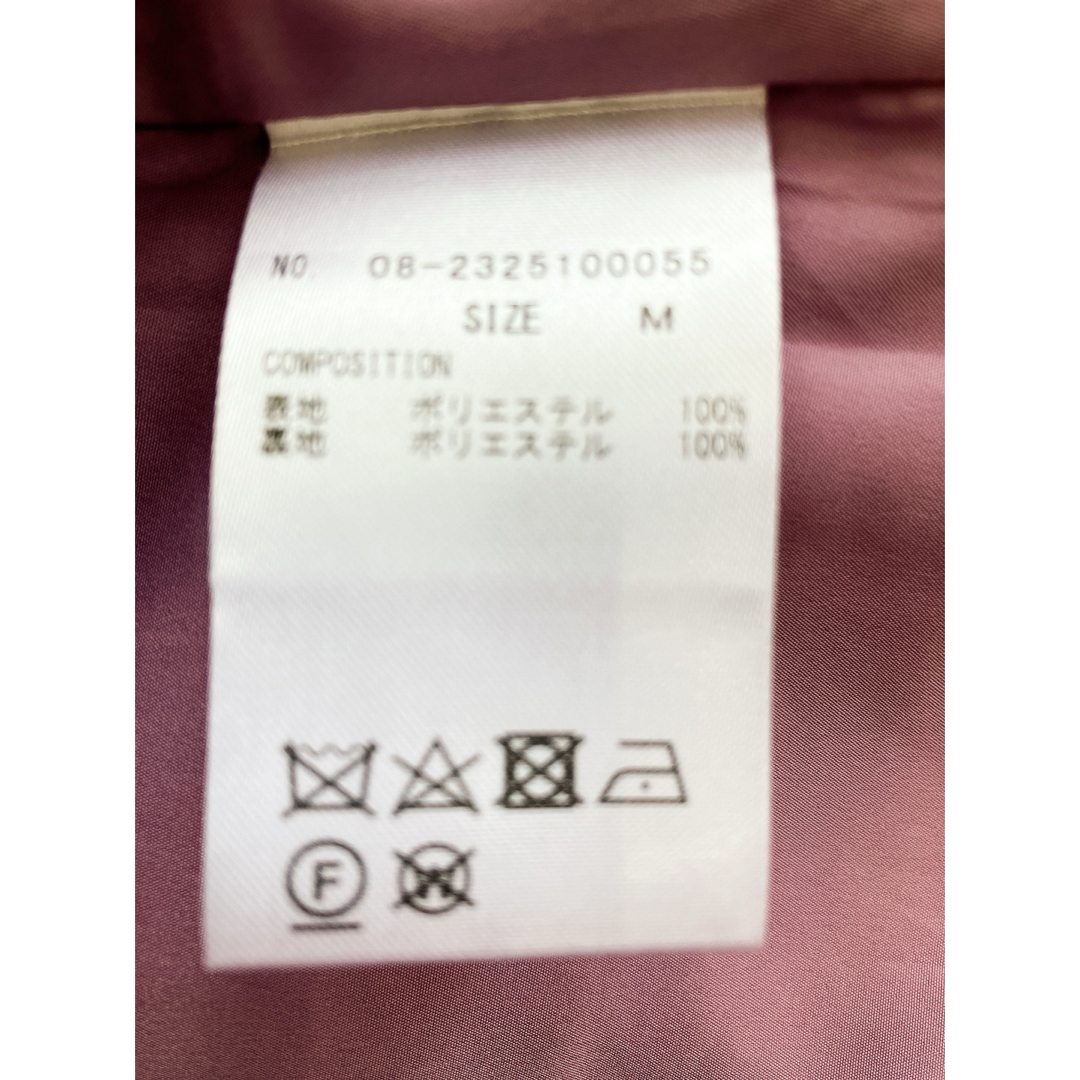 NO 08-2325100055
SIZE M
COMPOSITION
表地 ポリエステル 100%
裏地 ポリエステル 100%
F
W